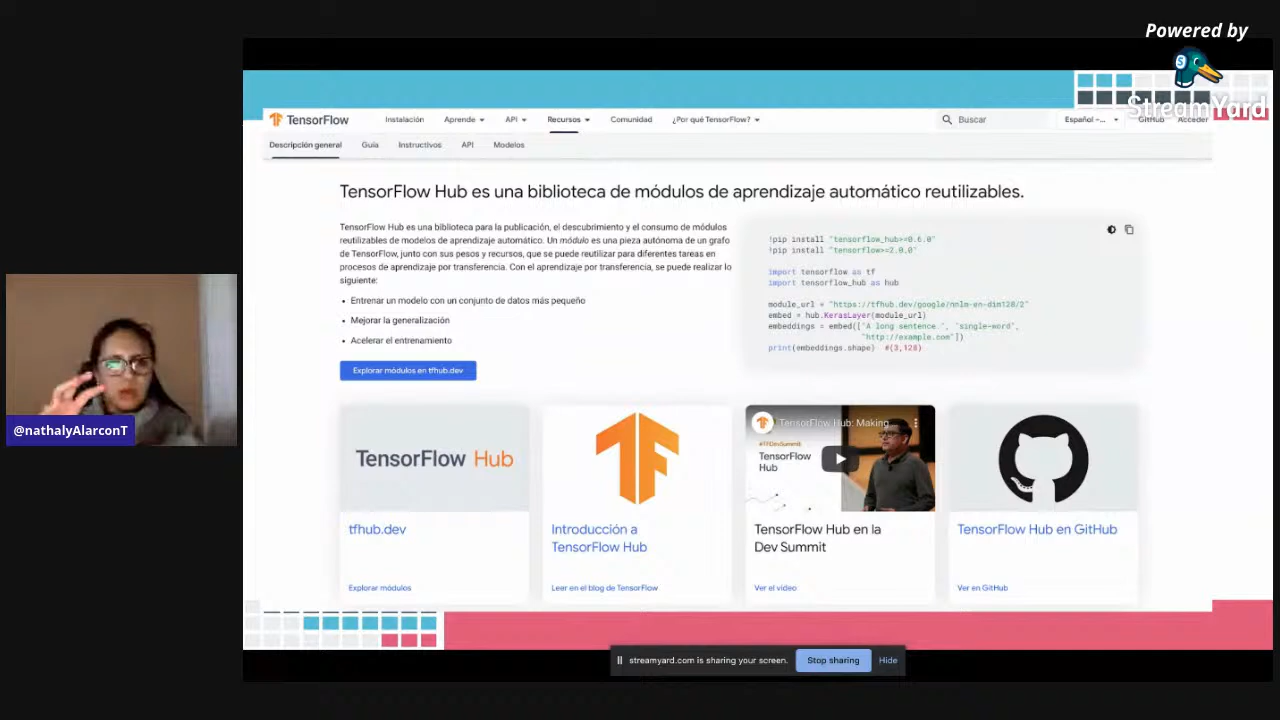 Powered by
StreamYard
TensorFlow
Instalación
Aprende
API
Recursos
Comunidad
¿Por qué TensorFlow?
Buscar
Español –...
GitHub
Acceder
Descripción general
Guía
Instructivos
API
Modelos
TensorFlow Hub es una biblioteca de módulos de aprendizaje automático reutilizables.
TensorFlow Hub es una biblioteca para la publicación, el descubrimiento y el consumo de módulos
reutilizables de modelos de aprendizaje automático. Un módulo es una pieza autónoma de un grafo
de TensorFlow, junto con sus pesos y recursos, que se puede reutilizar para diferentes tareas en
procesos de aprendizaje por transferencia. Con el aprendizaje por transferencia, se puede realizar lo
siguiente:
• Entrenar un modelo con un conjunto de datos más pequeño
• Mejorar la generalización
• Acelerar el entrenamiento
Explorar módulos en tfhub.dev
!pip install "tensorflow_hub>=0.6.0"
!pip install "tensorflow>=2.0.0"
import tensorflow as tf
import tensorflow_hub as hub
module_url = "https://tfhub.dev/google/nnlm-en-dim128/2"
embed = hub.KerasLayer(module_url)
embeddings = embed(["A long sentence.", "single-word",
"http://example.com"])
print(embeddings.shape) #(3,128)
@nathalyAlarconT
TensorFlow Hub
tfhub.dev
Explorar módulos
Introducción a
TensorFlow Hub
Leer en el blog de TensorFlow
TensorFlow Hub: Making...
#TFDevSummit
TensorFlow
Hub
TensorFlow Hub en la
Dev Summit
Ver el video
TensorFlow Hub en GitHub
Ver en GitHub
streamyard.com is sharing your screen.
Stop sharing
Hide